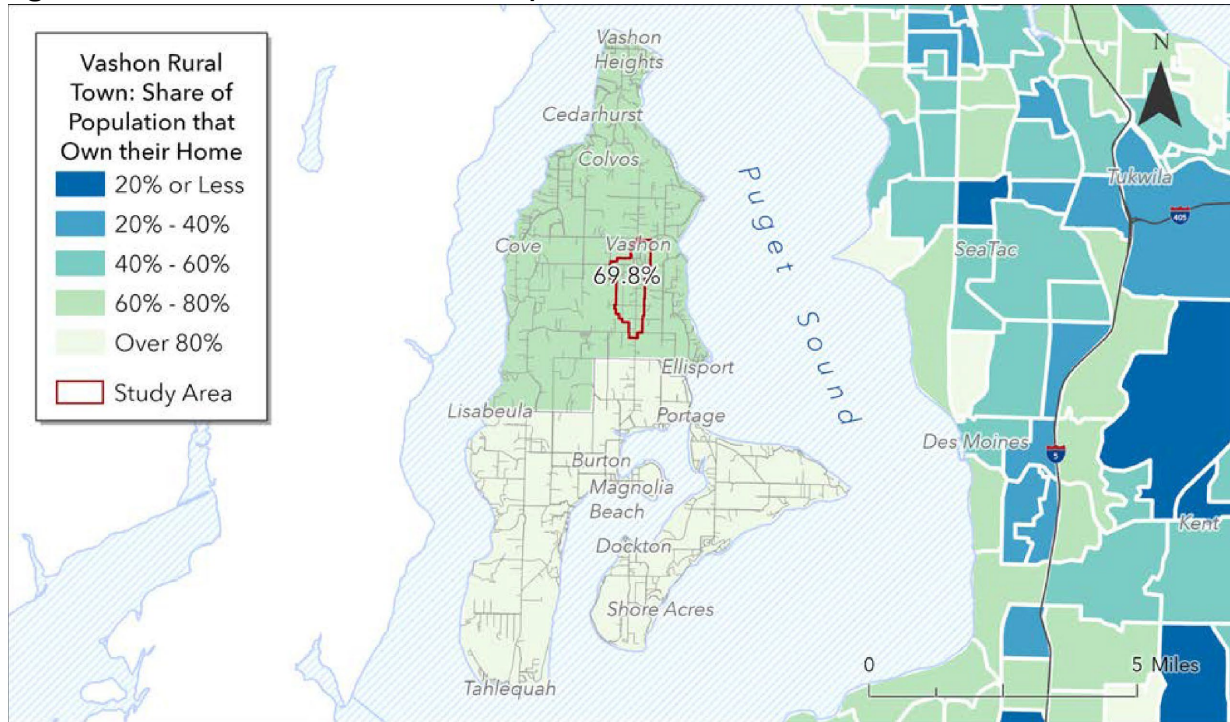 Vashon Rural
Town: Share of
Population that
Own their Home
20% or Less
20% - 40%
40% - 60%
60% - 80%
Over 80%
Study Area
Vashon
Heights
Cedarhurst
Colvos
Cove
Vashon
69.8%
Ellisport
Lisabeula
Portage
Burton
Magnolia
Beach
Dockton
Shore Acres
Tahlequah
Puget Sound
N
Tukwila
405
SeaTac
Des Moines
5
Kent
0
5 Miles